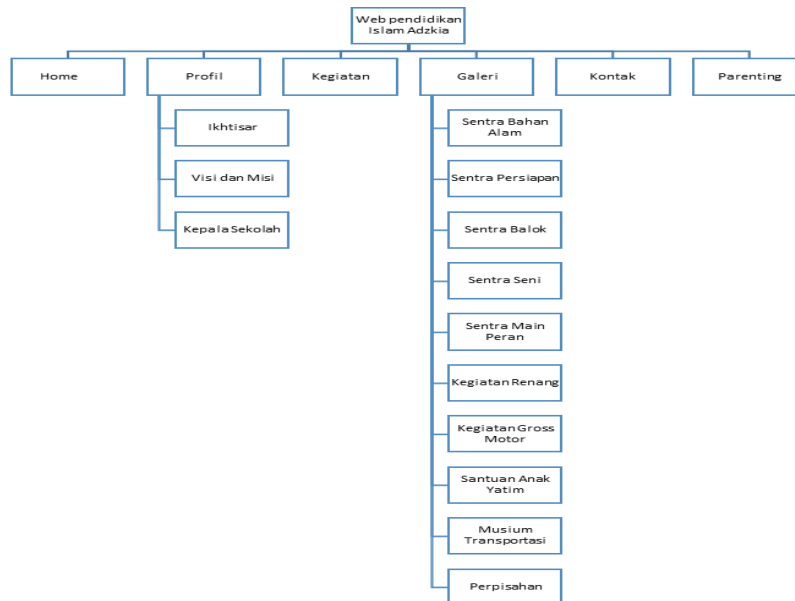 Web pendidikan
Islam Adzkia
Home
Profil
Kegiatan
Galeri
Kontak
Parenting
Ikhtisar
Visi dan Misi
Kepala Sekolah
Sentra Bahan
Alam
Sentra Persiapan
Sentra Balok
Sentra Seni
Sentra Main
Peran
Kegiatan Renang
Kegiatan Gross
Motor
Santuan Anak
Yatim
Musium
Transportasi
Perpisahan